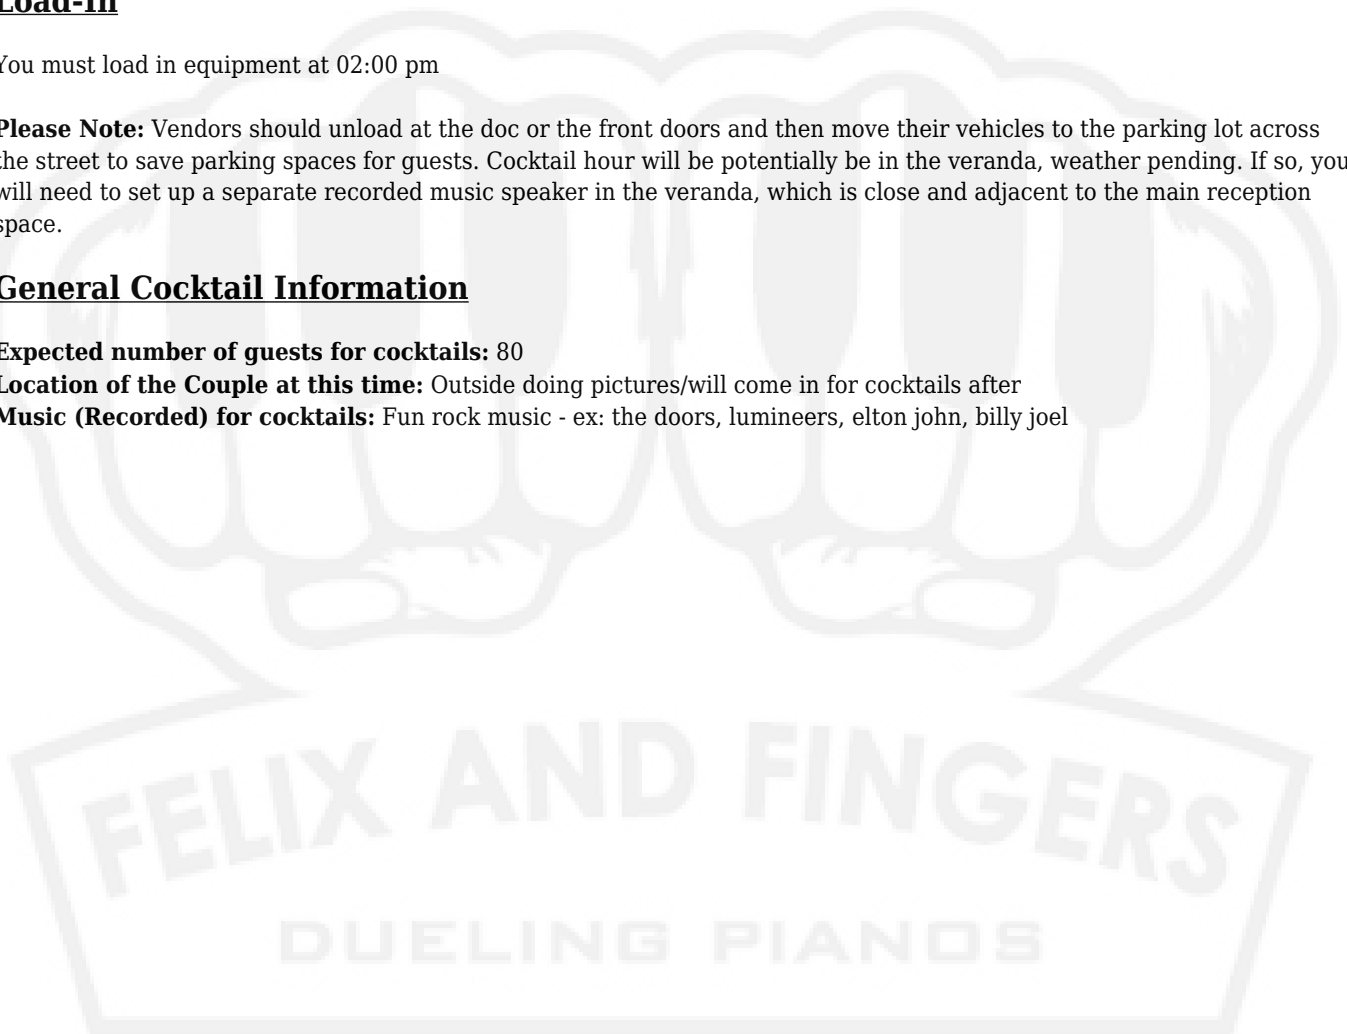 Load-In
You must load in equipment at 02:00 pm
Please Note: Vendors should unload at the doc or the front doors and then move their vehicles to the parking lot across
the street to save parking spaces for guests. Cocktail hour will be potentially be in the veranda, weather pending. If so, you
will need to set up a separate recorded music speaker in the veranda, which is close and adjacent to the main reception
space.
General Cocktail Information
Expected number of guests for cocktails: 80
Location of the Couple at this time: Outside doing pictures/will come in for cocktails after
Music (Recorded) for cocktails: Fun rock music - ex: the doors, lumineers, elton john, billy joel
FELIX AND FINGERS
DUELING PIANOS